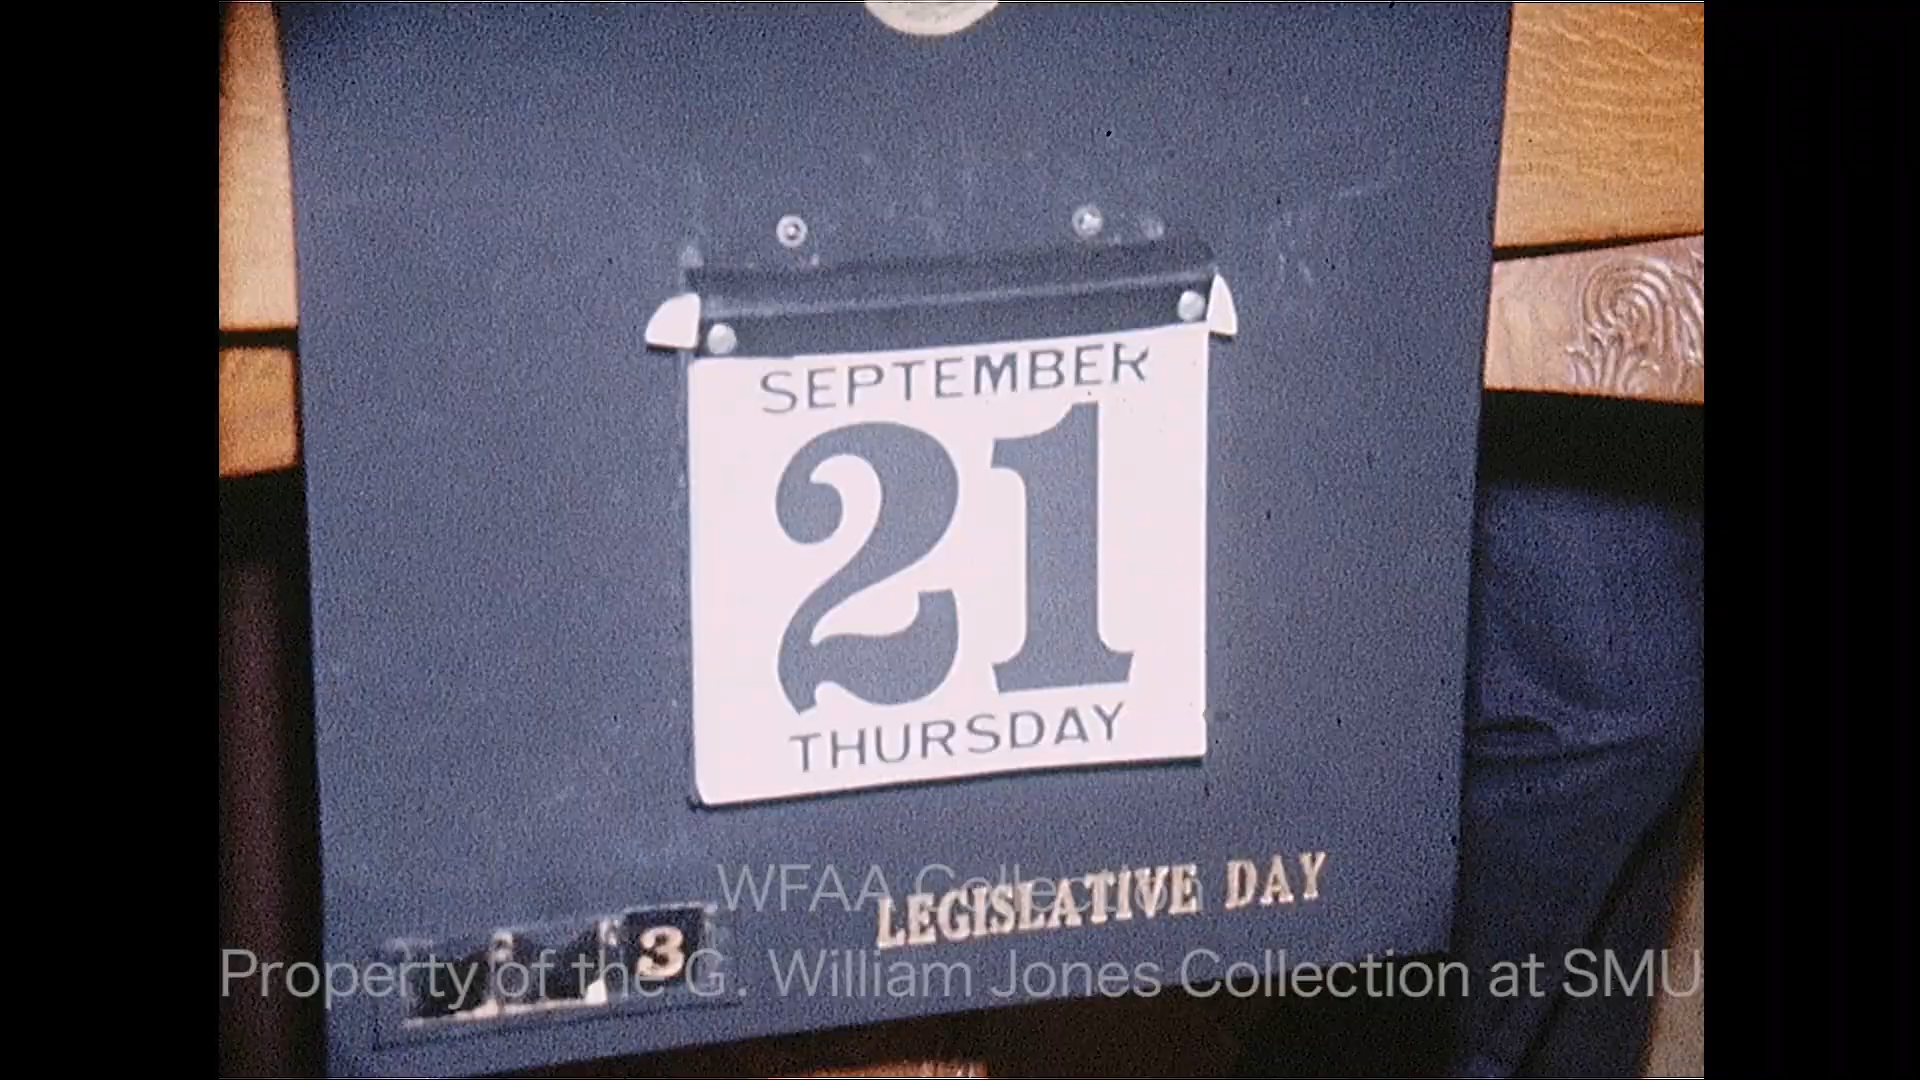 SEPTEMBER
21
THURSDAY
LEGISLATIVE DAY
3
WFAA Collection
Property of the G. William Jones Collection at SMU